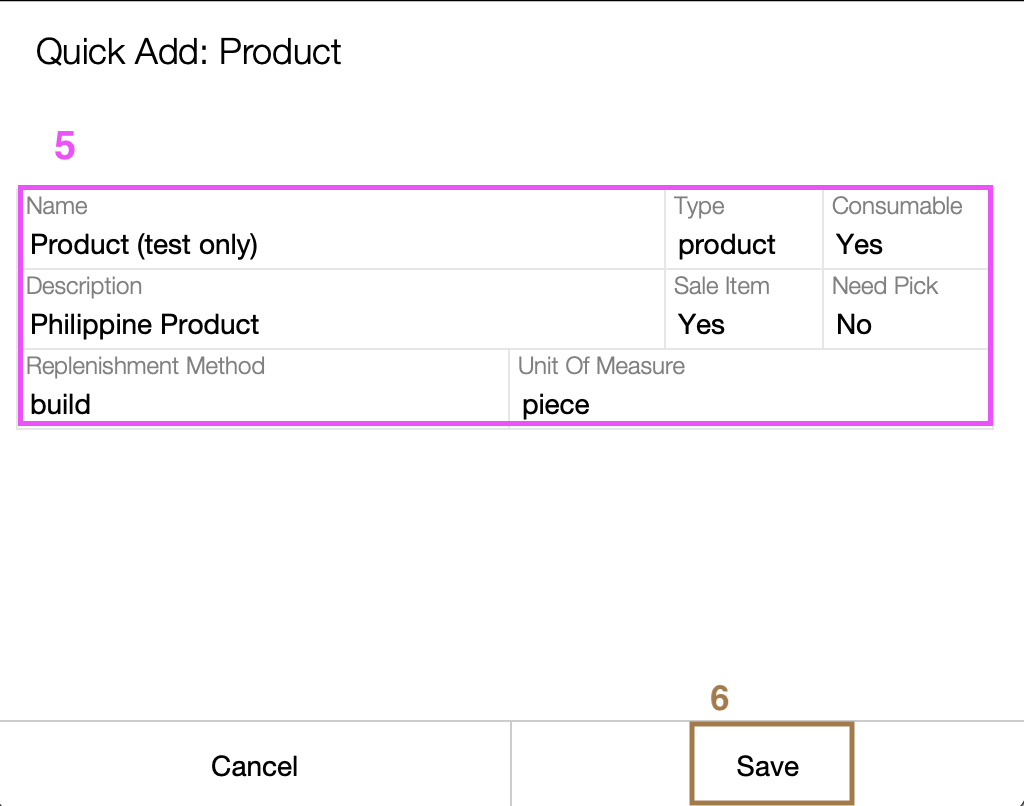 Quick Add: Product
5
Name Type Consumable
Product (test only) product Yes
Description Sale Item Need Pick
Philippine Product Yes No
Replenishment Method Unit Of Measure
build piece
6
Cancel Save